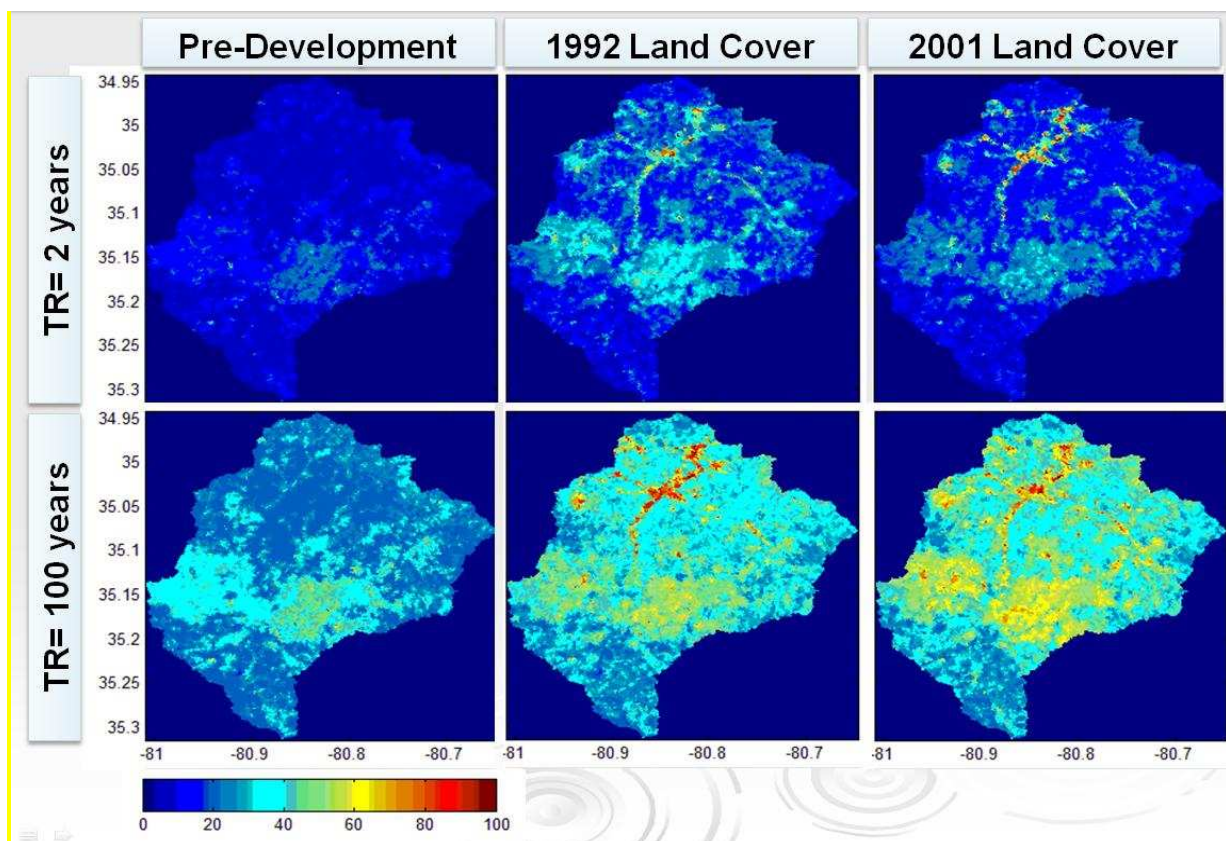 Pre-Development
1992 Land Cover
2001 Land Cover
TR= 2 years
34.95
35
35.05
35.1
35.15
35.2
35.25
35.3
TR= 100 years
34.95
35
35.05
35.1
35.15
35.2
35.25
35.3
-81 -80.9 -80.8 -80.7
-81 -80.9 -80.8 -80.7
-81 -80.9 -80.8 -80.7
0 20 40 60 80 100